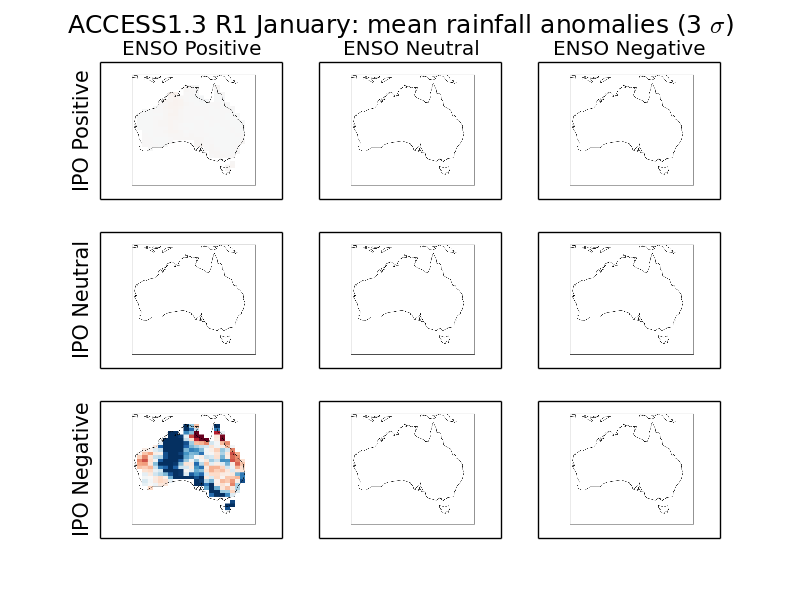 ACCESS1.3 R1 January: mean rainfall anomalies (3 σ)
ENSO Positive ENSO Neutral ENSO Negative
IPO Positive
IPO Neutral
IPO Negative